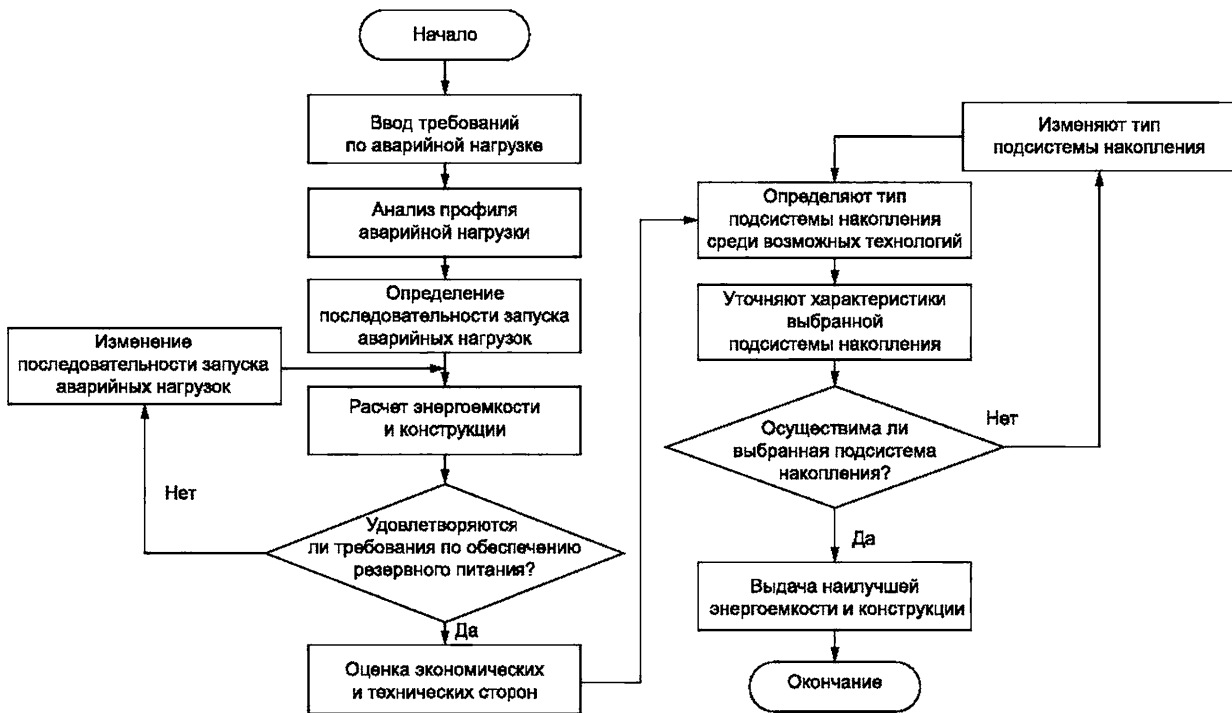 Начало
Ввод требований
по аварийной нагрузке
Анализ профиля
аварийной нагрузки
Определение
последовательности запуска
аварийных нагрузок
Изменение
последовательности запуска
аварийных нагрузок
Расчет энергоемкости
и конструкции
Нет
Удовлетворяются
ли требования по обеспечению
резервного питания?
Да
Оценка экономических
и технических сторон
Изменяют тип
подсистемы накопления
Определяют тип
подсистемы накопления
среди возможных технологий
Уточняют характеристики
выбранной
подсистемы накопления
Осуществима ли
выбранная подсистема
накопления?
Нет
Да
Выдача наилучшей
энергоемкости и конструкции
Окончание